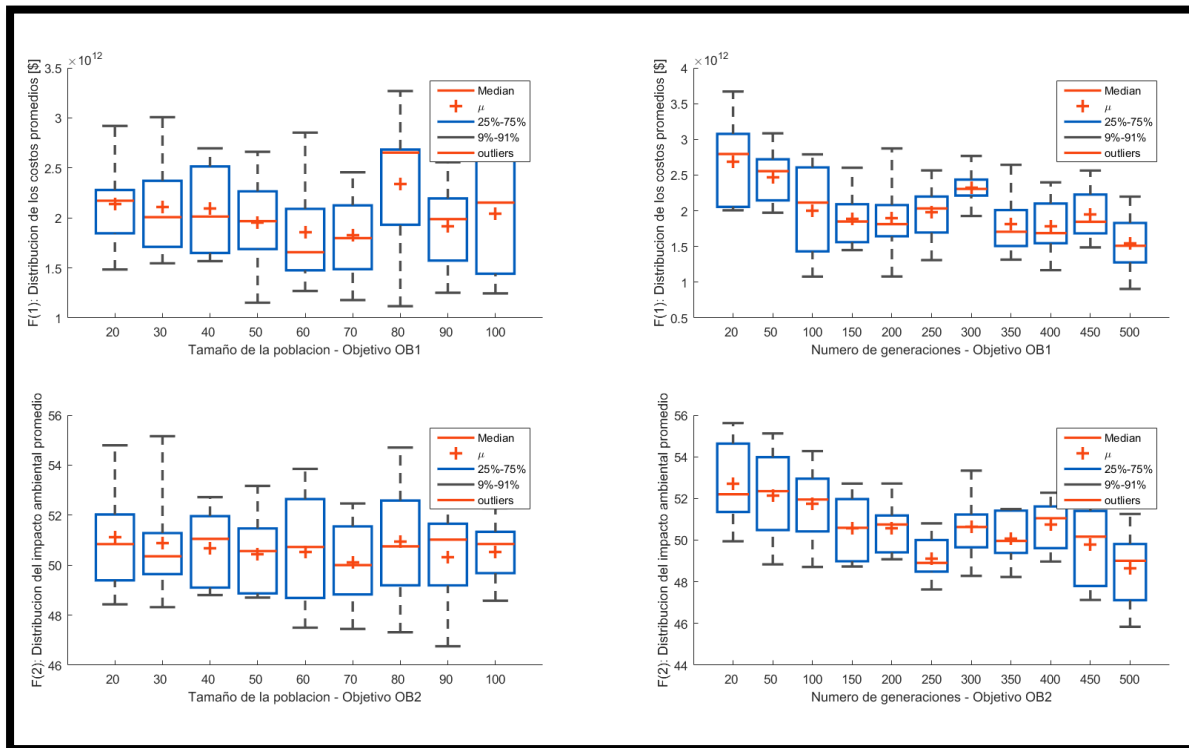 × 10^12
F(1): Distribucion de los costos promedios [$]
3.5
3
2.5
2
1.5
1
20 30 40 50 60 70 80 90 100
Tamaño de la poblacion - Objetivo OB1
Median
μ
25%-75%
9%-91%
outliers
× 10^12
F(1): Distribucion de los costos promedios [$]
4
3.5
3
2.5
2
1.5
1
0.5
20 50 100 150 200 250 300 350 400 450 500
Numero de generaciones - Objetivo OB1
Median
μ
25%-75%
9%-91%
outliers
F(2): Distribucion del impacto ambiental promedio
56
54
52
50
48
46
20 30 40 50 60 70 80 90 100
Tamaño de la poblacion - Objetivo OB2
Median
μ
25%-75%
9%-91%
outliers
F(2): Distribucion del impacto ambiental promedio
56
54
52
50
48
46
44
20 50 100 150 200 250 300 350 400 450 500
Numero de generaciones - Objetivo OB2
Median
μ
25%-75%
9%-91%
outliers